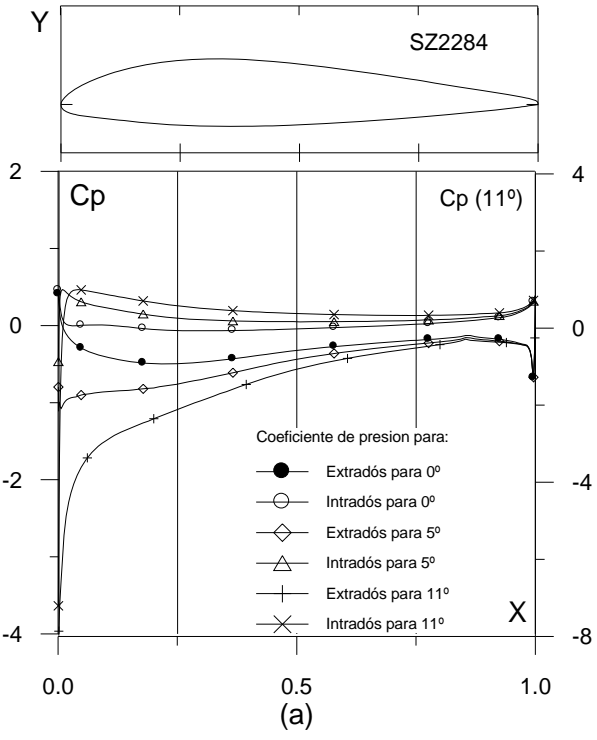 Y
SZ2284
2
Cp
Cp (11º)
4
2
0
0
-2
-2
-4
-4
-8
Coeficiente de presion para:
Extradós para 0º
Intradós para 0º
Extradós para 5º
Intradós para 5º
Extradós para 11º
Intradós para 11º
X
0.0
0.5
1.0
(a)